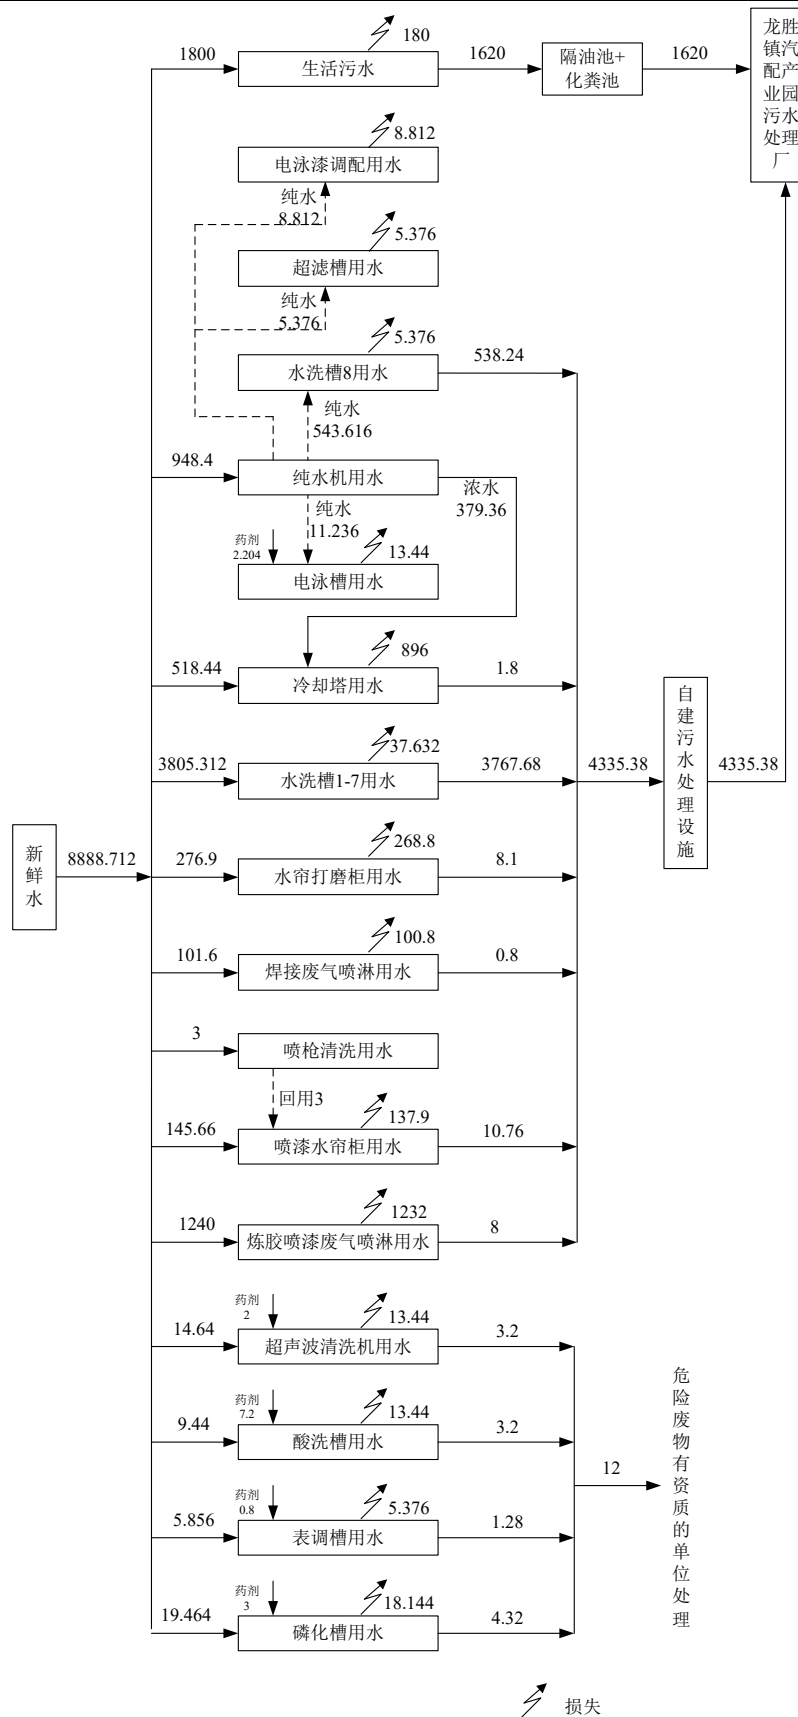 180
1800
生活污水
1620
隔油池+
化粪池
1620
龙胜
镇汽
配产
业园
污水
处理
厂
8.812
电泳漆调配用水
纯水
8.812
5.376
超滤槽用水
纯水
5.376
5.376
水洗槽8用水
538.24
纯水
543.616
948.4
纯水机用水
浓水
379.36
纯水
11.236
药剂
2.204
13.44
电泳槽用水
896
518.44
冷却塔用水
1.8
37.632
3805.312
水洗槽1-7用水
3767.68
4335.38
自建污水处理设施
4335.38
新鲜水
8888.712
268.8
276.9
水帘打磨柜用水
8.1
100.8
101.6
焊接废气喷淋用水
0.8
3
喷枪清洗用水
回用3
137.9
145.66
喷漆水帘柜用水
10.76
1232
1240
炼胶喷漆废气喷淋用水
8
药剂
2
13.44
14.64
超声波清洗机用水
3.2
药剂
7.2
13.44
9.44
酸洗槽用水
3.2
12
危险废物有资质的单位处理
药剂
0.8
5.376
5.856
表调槽用水
1.28
药剂
3
18.144
19.464
磷化槽用水
4.32
损失